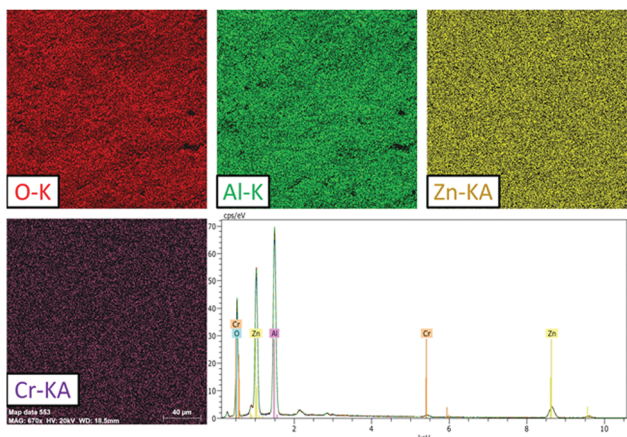 O-K
Al-K
Zn-KA
Cr-KA
Map data 553
MAG: 670x HV: 20kV WD: 18.5mm
40 µm
cps/eV
70
60
50
40
30
20
10
0
Cr
O
Zn
Al
Cr
Zn
2
4
6
8
10